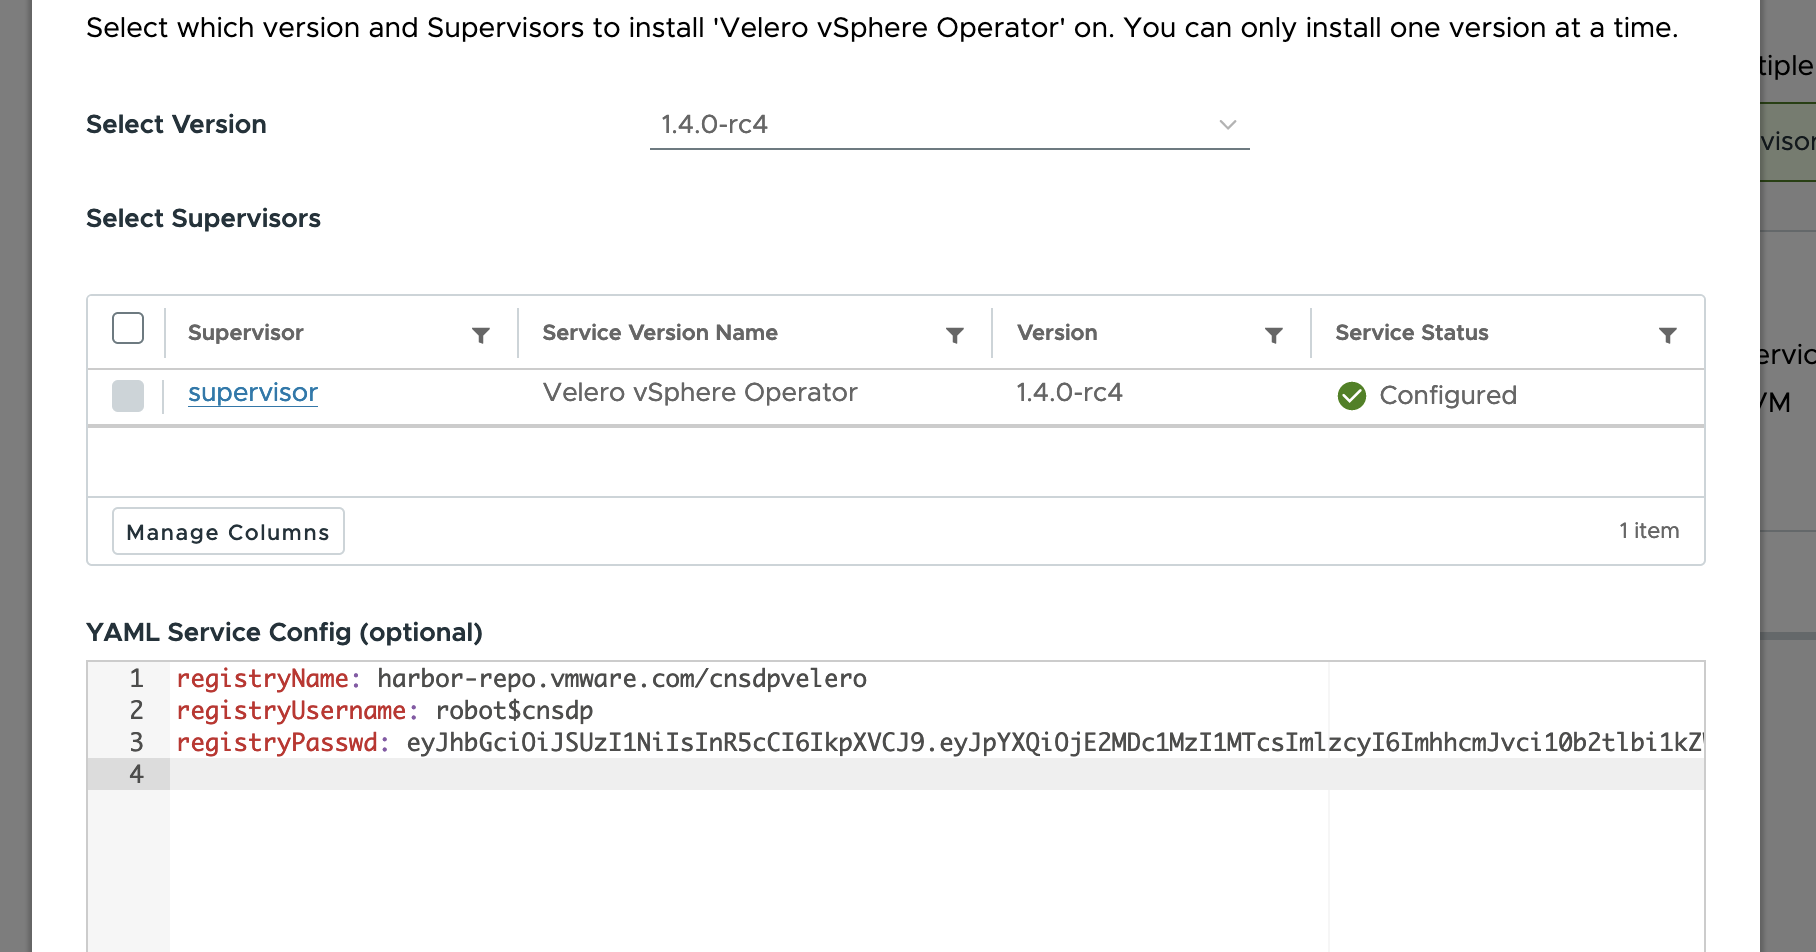 Select which version and Supervisors to install 'Velero vSphere Operator' on. You can only install one version at a time.
tiple
Select Version
1.4.0-rc4
visor
Select Supervisors
Supervisor
Service Version Name
Version
Service Status
ervic
supervisor
Velero vSphere Operator
1.4.0-rc4
Configured
VM
Manage Columns
1 item
YAML Service Config (optional)
1 registryName: harbor-repo.vmware.com/cnsdpvelero
2 registryUsername: robot$cnsdp
3 registryPasswd: eyJhbGciOiJSUzI1NiIsInR5cCI6IkpXVCJ9.eyJpYXQiOjE2MDc1MzI1MTcsImlzcyI6ImhhcmJvci10b2tlbi1kZ
4